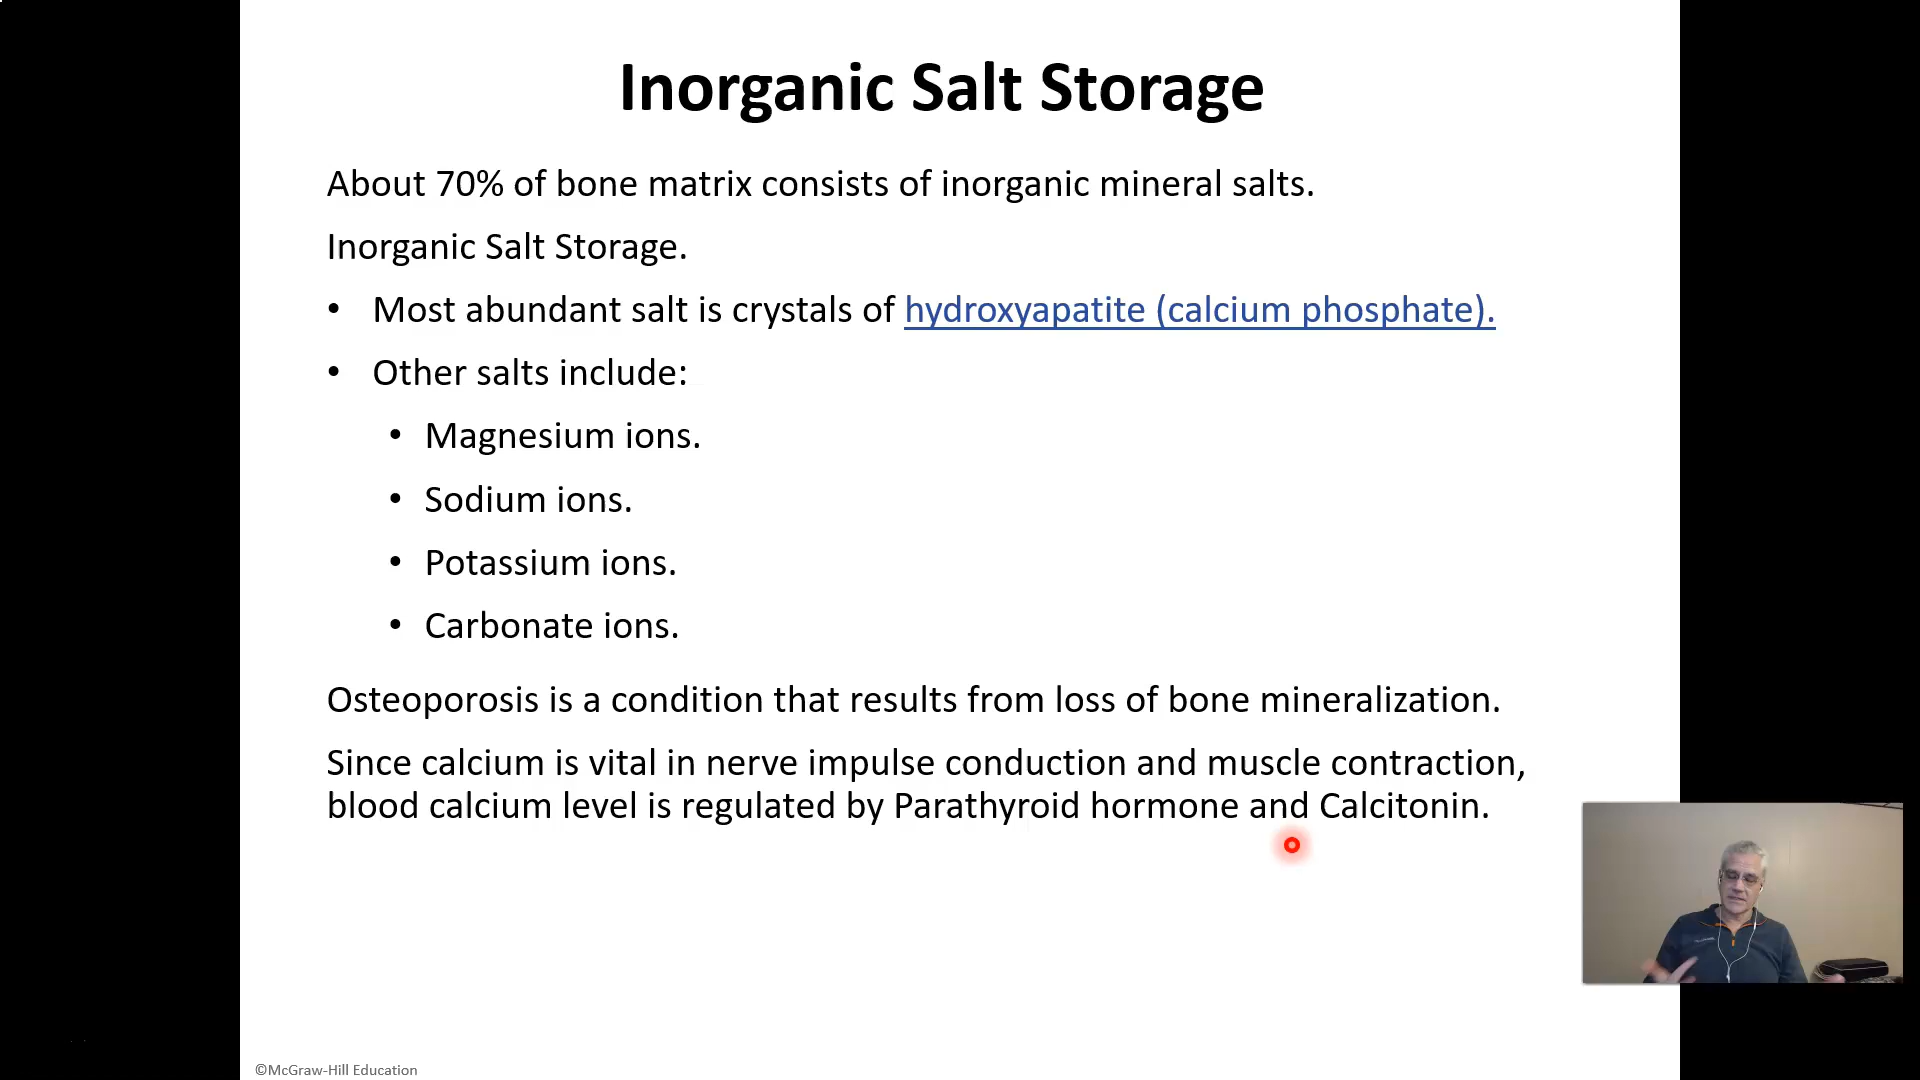 Inorganic Salt Storage
About 70% of bone matrix consists of inorganic mineral salts.
Inorganic Salt Storage.
• Most abundant salt is crystals of hydroxyapatite (calcium phosphate).
• Other salts include:
• Magnesium ions.
• Sodium ions.
• Potassium ions.
• Carbonate ions.
Osteoporosis is a condition that results from loss of bone mineralization.
Since calcium is vital in nerve impulse conduction and muscle contraction,
blood calcium level is regulated by Parathyroid hormone and Calcitonin.
©McGraw-Hill Education